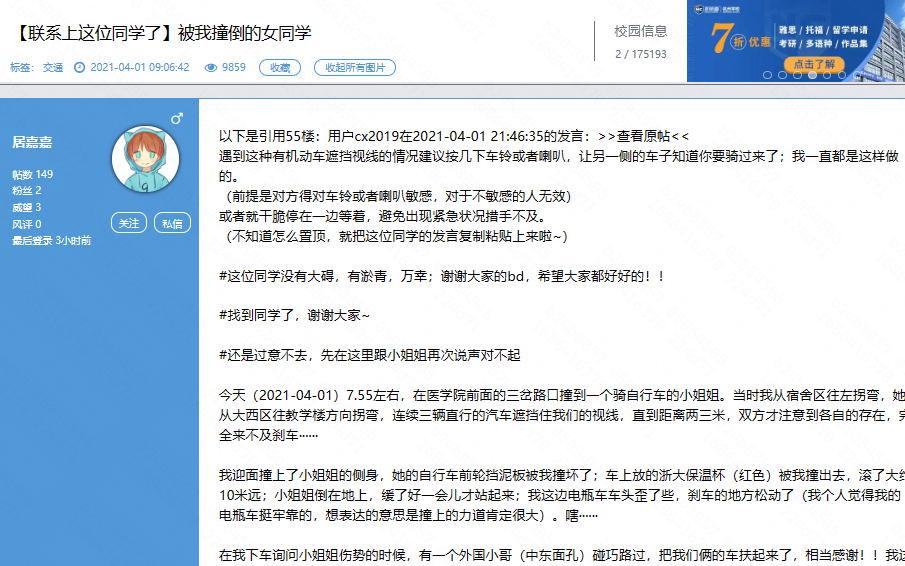 【联系上这位同学了】被我撞倒的女同学
标签： 交通 2021-04-01 09:06:42 9859 收藏 收起所有图片
校园信息
2 / 175193
7折优惠
雅思 / 托福 / 留学申请
考研 / 多语种 / 作品集
点击了解
居嘉嘉
帖数 149
粉丝 2
威望 3
风评 0
最后登录 3小时前
关注 私信
以下是引用55楼：用户cx2019在2021-04-01 21:46:35的发言：>>查看原帖<<
遇到这种有机动车遮挡视线的情况建议按几下车铃或者喇叭，让另一侧的车子知道你要骑过来了；我一直都是这样做
的。
（前提是对方得对车铃或者喇叭敏感，对于不敏感的人无效）
或者就干脆停在一边等着，避免出现紧急状况措手不及。
（不知道怎么置顶，就把这位同学的发言复制粘贴上来啦~）
#这位同学没有大碍，有淤青，万幸；谢谢大家的bd，希望大家都好好的！！
#找到同学了，谢谢大家~
#还是过意不去，先在这里跟小姐姐再次说声对不起
今天（2021-04-01）7.55左右，在医学院前面的三岔路口撞到一个骑自行车的小姐姐。当时我从宿舍区往左拐弯，她
从大西区往教学楼方向拐弯，连续三辆直行的汽车遮挡住我们的视线，直到距离两三米，双方才注意到各自的存在，完
全来不及刹车······
我迎面撞上了小姐姐的侧身，她的自行车前轮挡泥板被我撞坏了；车上放的浙大保温杯（红色）被我撞出去，滚了大约
10米远；小姐姐倒在地上，缓了好一会儿才站起来；我这边电瓶车车头歪了些，刹车的地方松动了（我个人觉得我的
电瓶车挺牢靠的，想表达的意思是撞上的力道肯定很大）。嗐······
在我下车询问小姐姐伤势的时候，有一个外国小哥（中东面孔）碰巧路过，把我们俩的车扶起来了，相当感谢！！我这